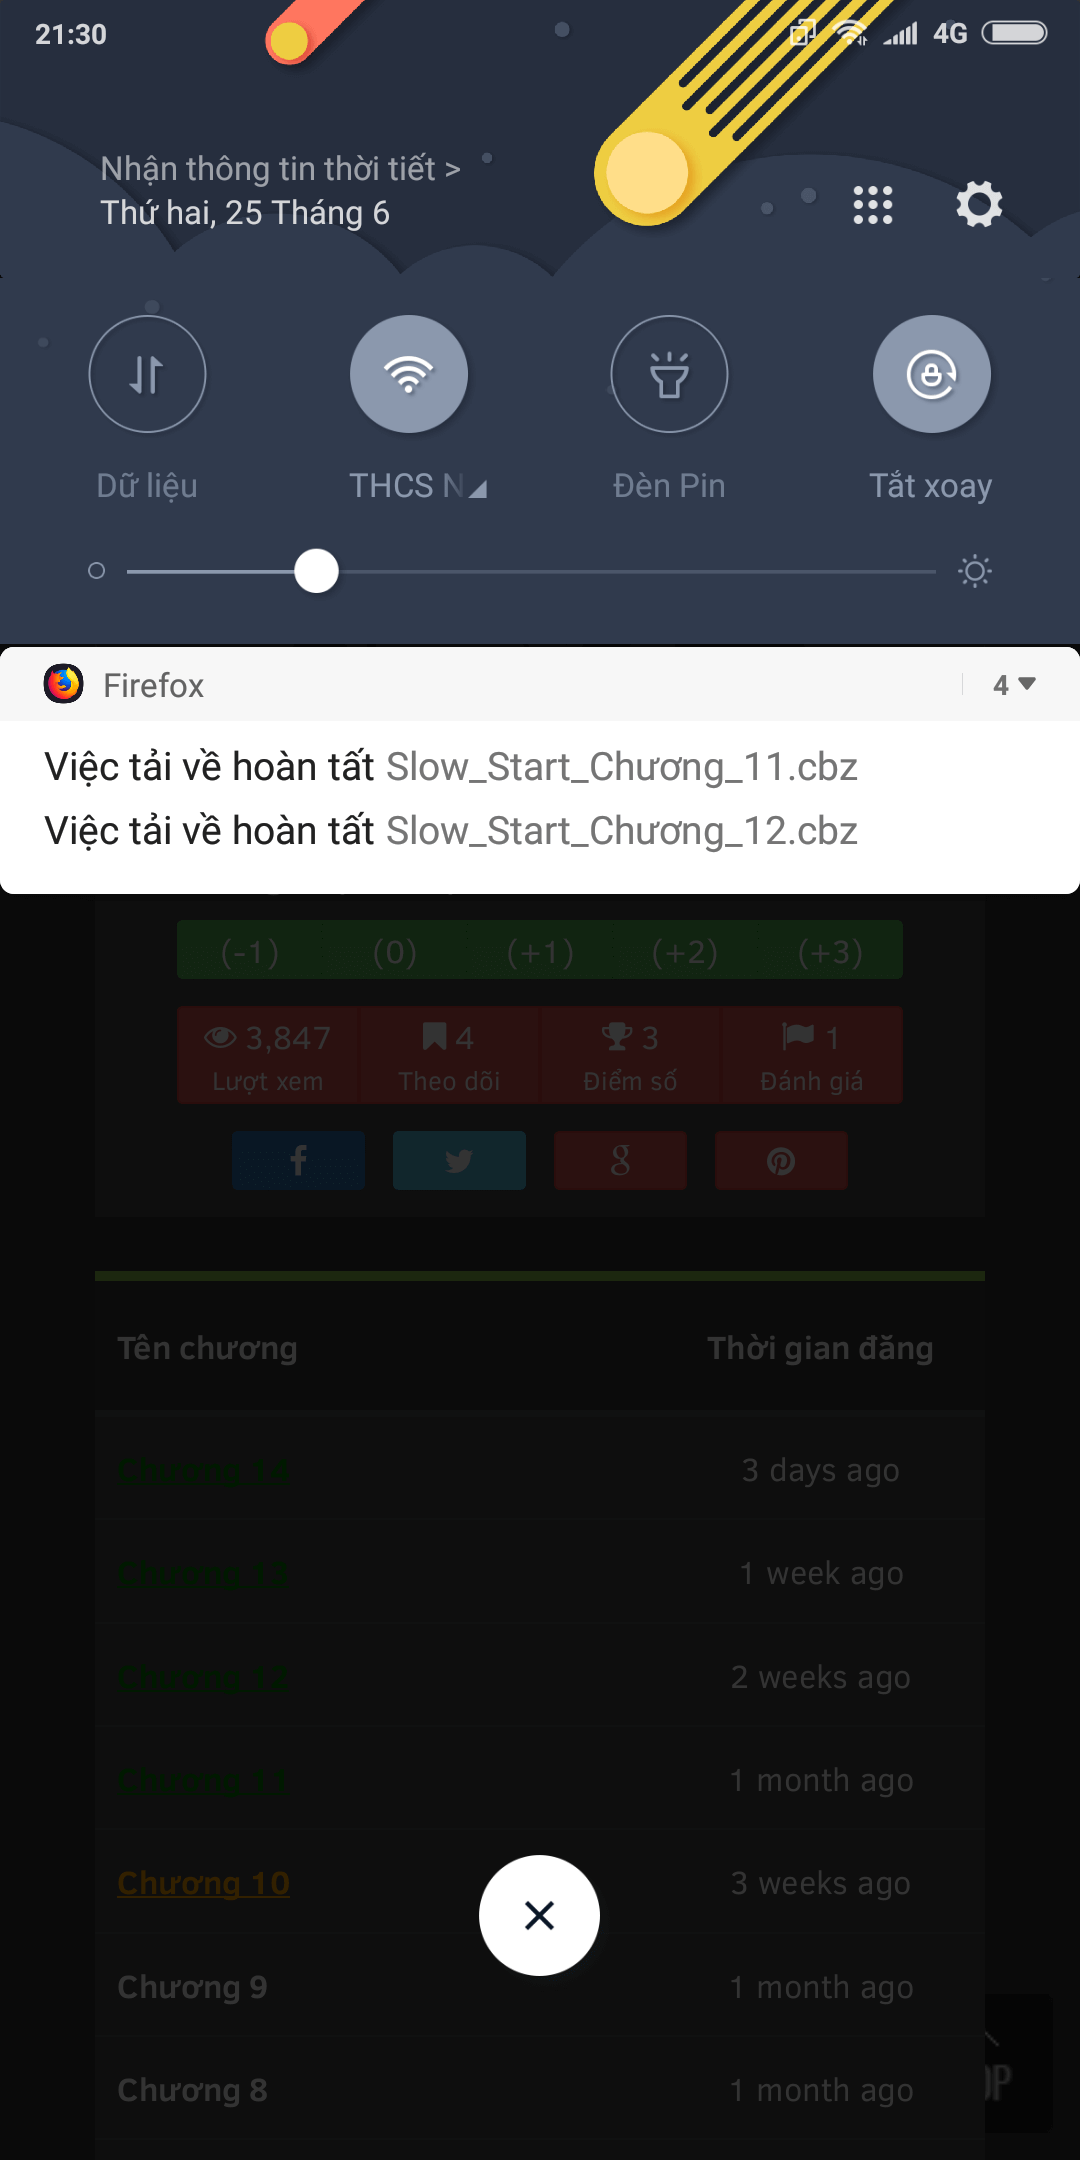 21:30
4G
Nhận thông tin thời tiết >
Thứ hai, 25 Tháng 6
Dữ liệu
THCS N
Đèn Pin
Tắt xoay
Firefox
4
Việc tải về hoàn tất Slow_Start_Chương_11.cbz
Việc tải về hoàn tất Slow_Start_Chương_12.cbz
(-1) (0) (+1) (+2) (+3)
3,847 4 3 1
Lượt xem Theo dõi Điểm số Đánh giá
Tên chương Thời gian đăng
Chương 14 3 days ago
Chương 13 1 week ago
Chương 12 2 weeks ago
Chương 11 1 month ago
Chương 10 3 weeks ago
Chương 9 1 month ago
Chương 8 1 month ago